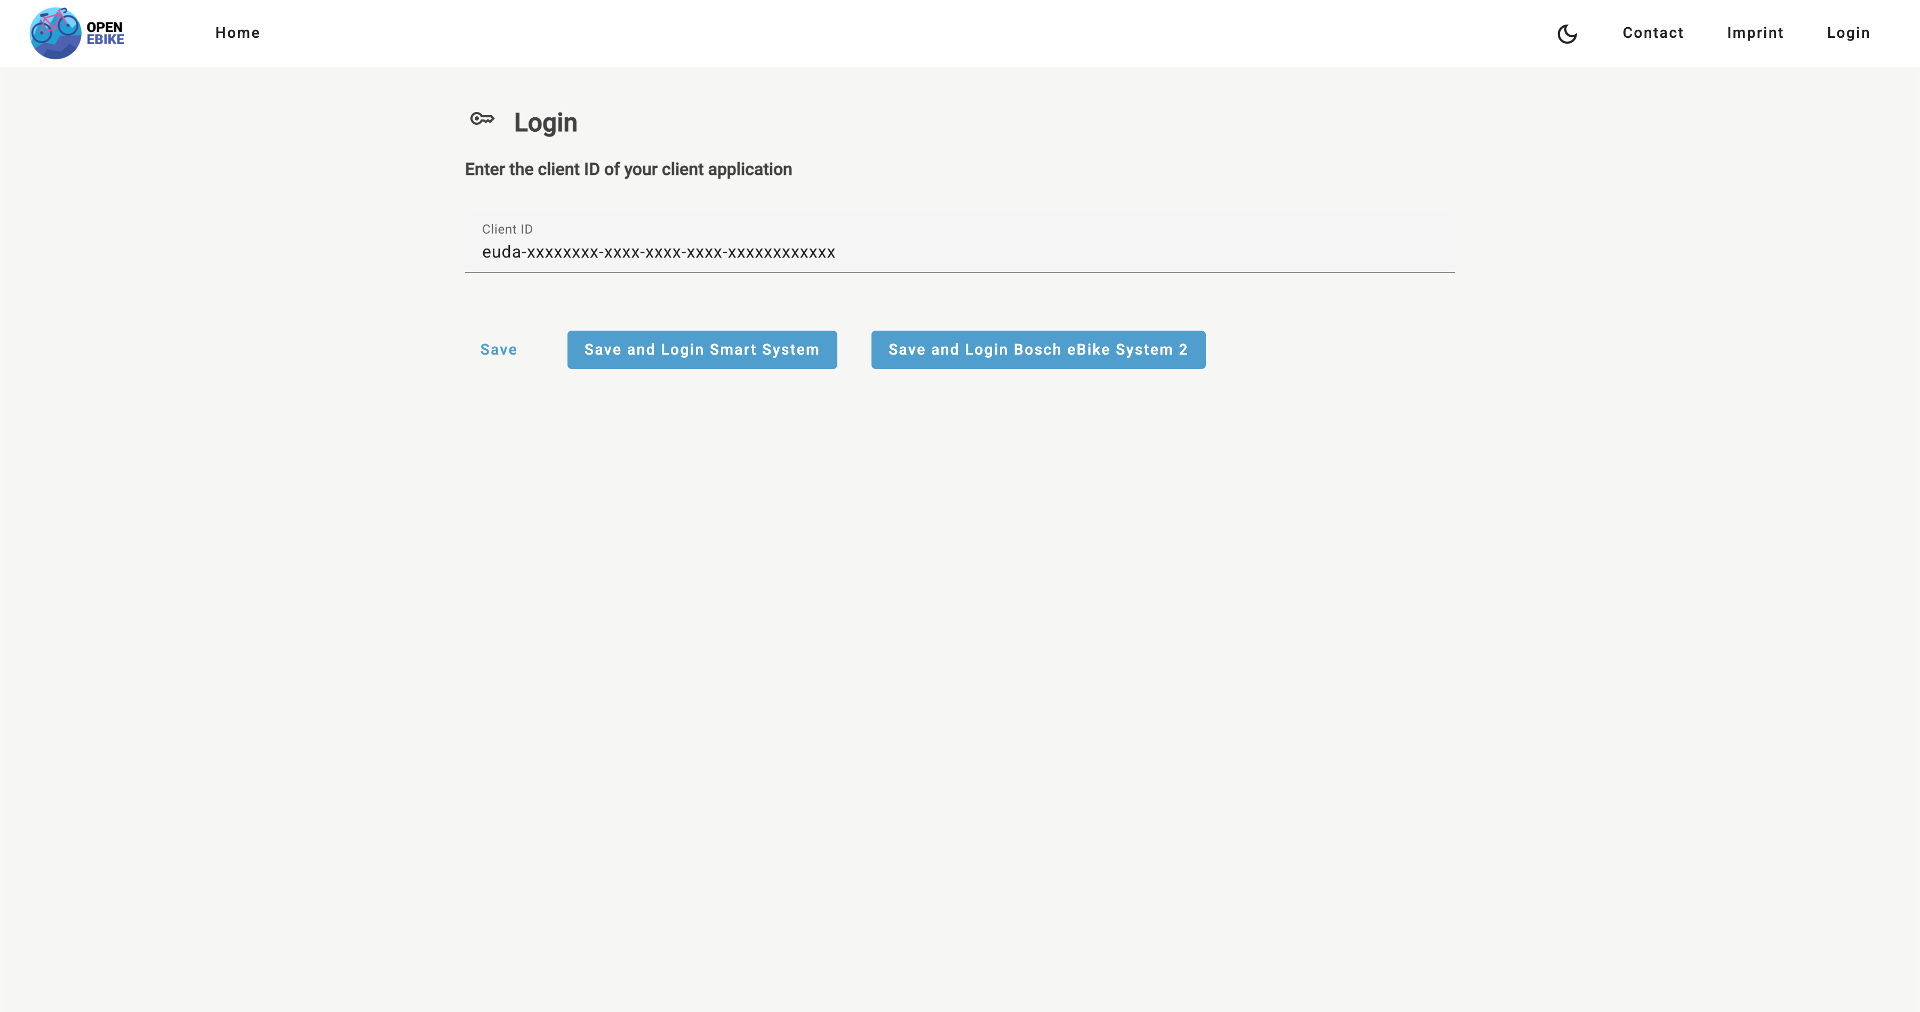 OPEN
EBIKE
Home
Contact
Imprint
Login
Login
Enter the client ID of your client application
Client ID
euda-xxxxxxxx-xxxx-xxxx-xxxx-xxxxxxxxxxxx
Save
Save and Login Smart System
Save and Login Bosch eBike System 2